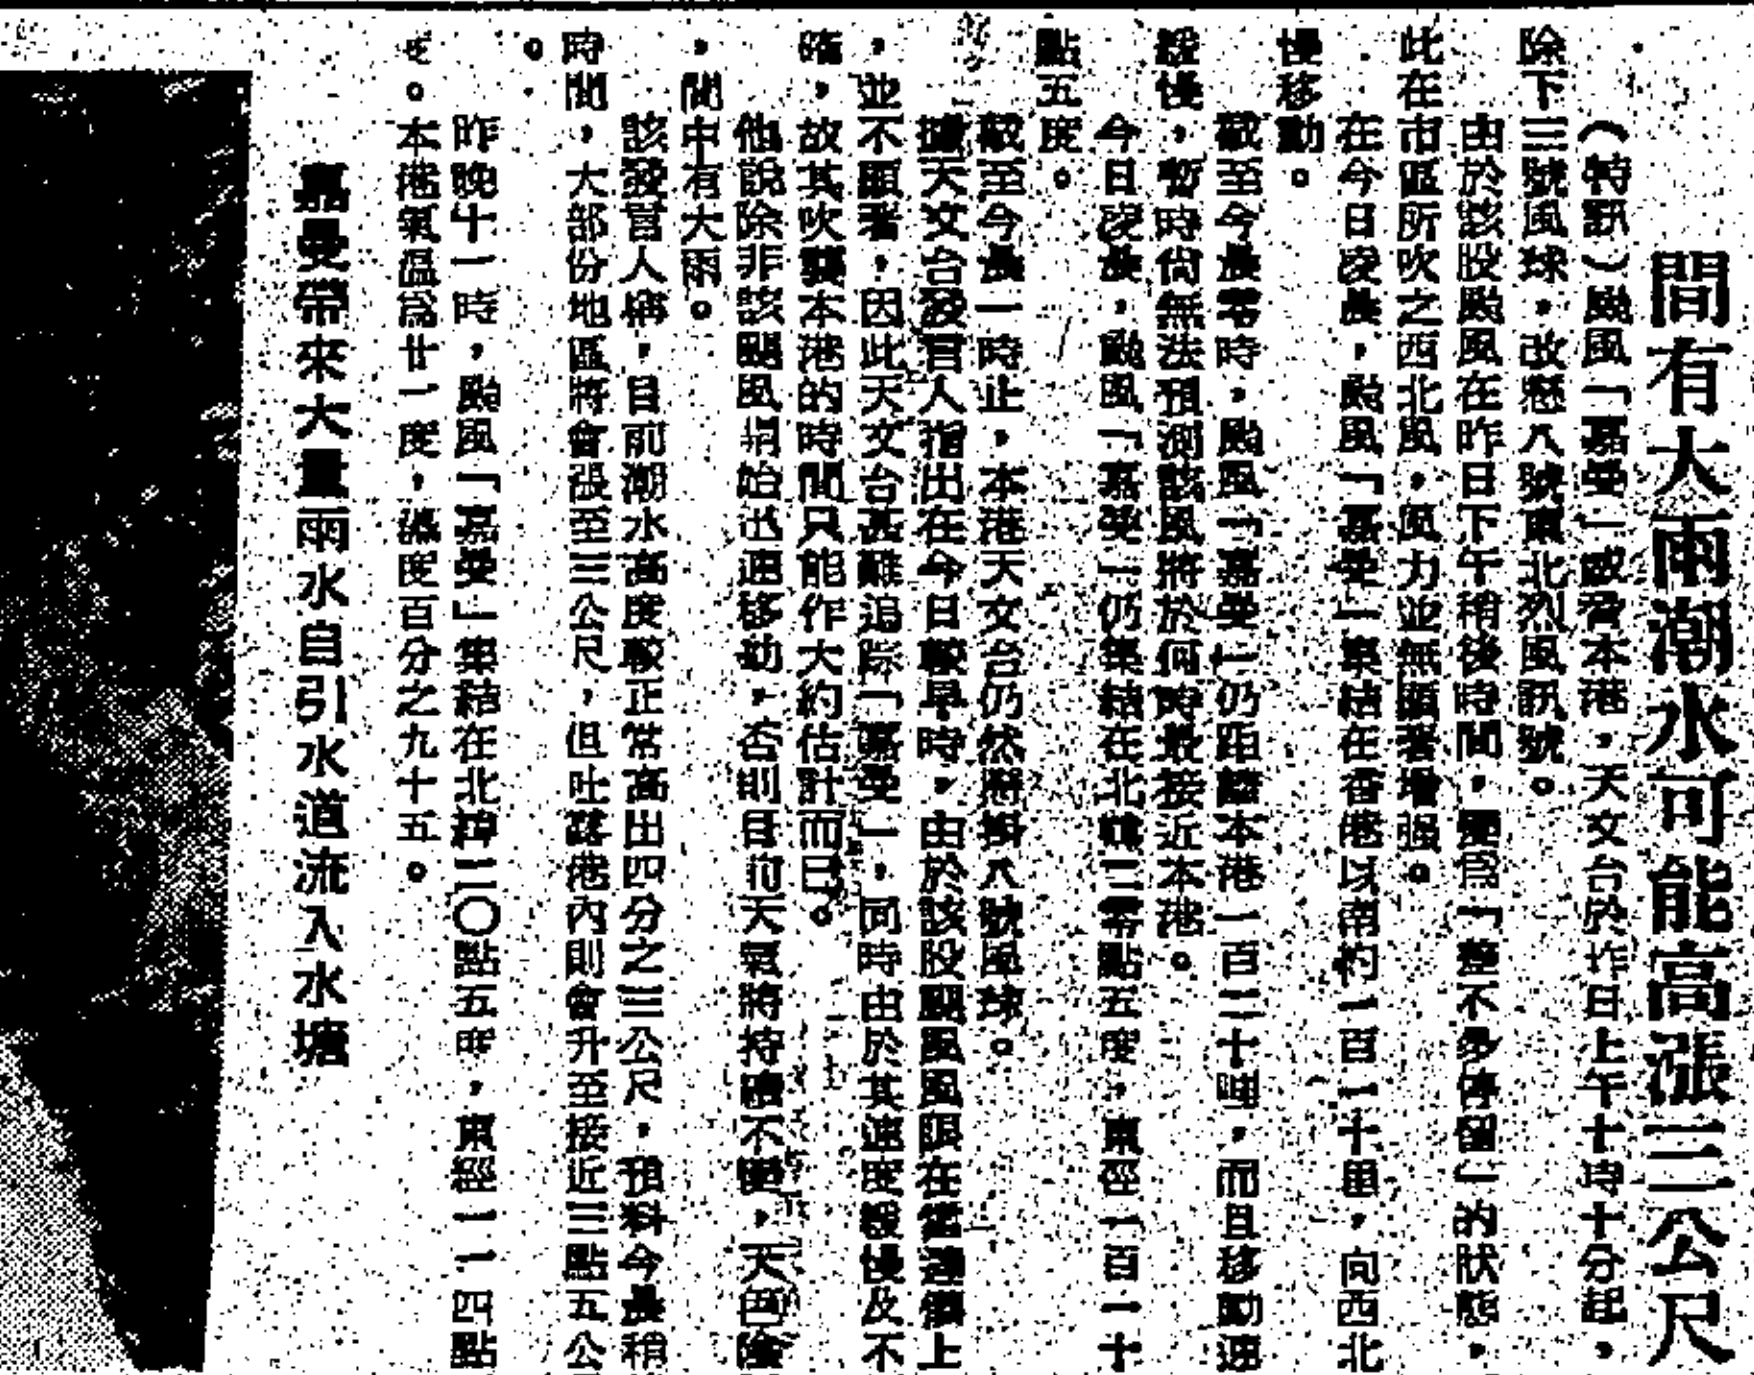 間有大雨潮水可能高漲三公尺
（特訊）颱風「嘉曼」威脅本港，天文台於昨日上午十時十分起，
除下三號風球，改懸八號東北烈風訊號。
由於該股颱風在昨日下午稍後時間，便爲「整不多停留」的狀態，
此在市區所吹之西北風，風力並無顯著增强。
在今日凌晨，颱風「嘉曼」集結在香港以南約一百一十里，向西北
慢移動。
截至今晨零時，颱風「嘉曼」仍距離本港一百二十哩，而且移動速
緩慢，暫時尚無法預測該風將於何時最接近本港。
今日凌晨，颱風「嘉曼」仍集結在北緯二零點五度，東徑一百一十
點五度。
截至今晨一時止，本港天文台仍然懸掛八號風球。
據天文台發言人指出在今日較早時，由於該股颶風風眼在雷達儀上
，並不顯著，因此天文台甚難追踪「嘉曼」，同時由於其速度緩慢及不
確，故其吹襲本港的時間只能作大約估計而已。
他說除非該颶風開始迅速移動，否則目前天氣將持續不變，天色陰
，間中有大雨。
該發言人稱，目前潮水高度較正常高出四分之三公尺，預料今晨稍
時間，大部份地區將會漲至三公尺，但吐露港內則會升至接近三點五公
。
昨晚十一時，颱風「嘉曼」集結在北緯二〇點五度，東經一一四點
度。本港氣溫爲廿一度，濕度百分之九十五。
嘉曼帶來大量雨水自引水道流入水塘